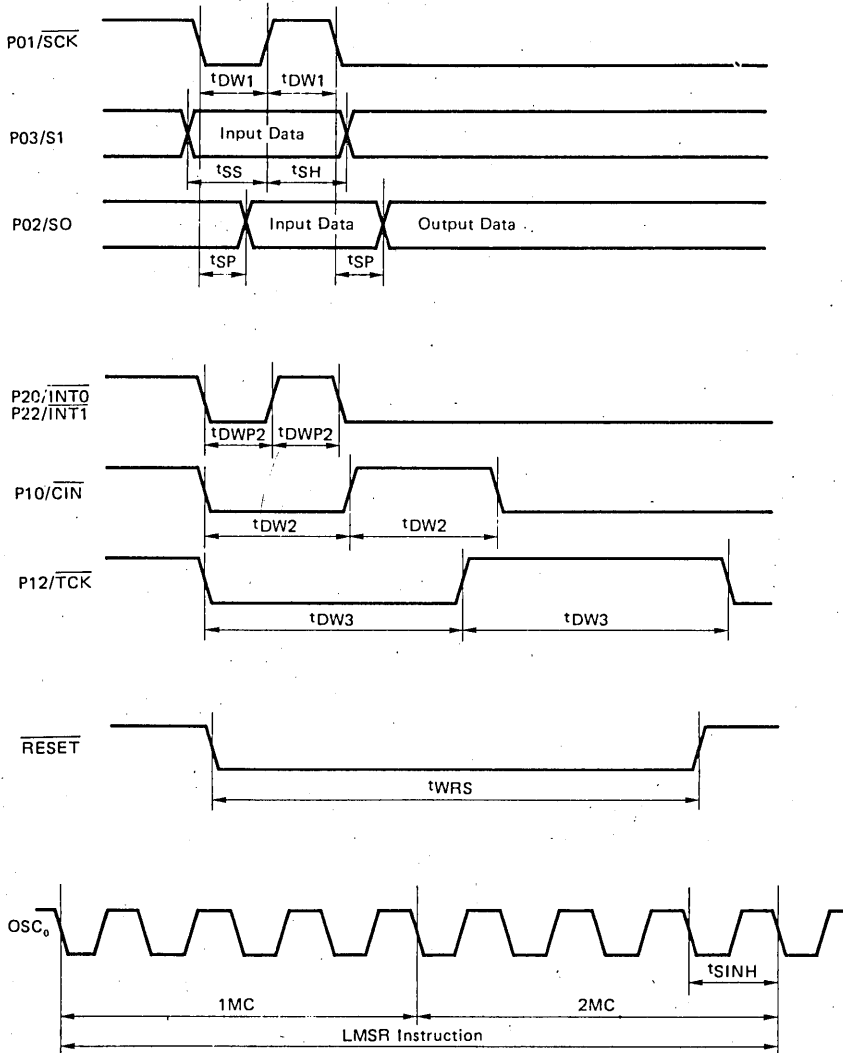 P01/SCK
tDW1 tDW1
P03/S1
Input Data
tSS tSH
P02/SO
Input Data Output Data
tSP tSP
P20/INT0
P22/INT1
tDWP2 tDWP2
P10/CIN
tDW2 tDW2
P12/TCK
tDW3 tDW3
RESET
tWRS
OSC₀
tSINH
1MC 2MC
LMSR Instruction